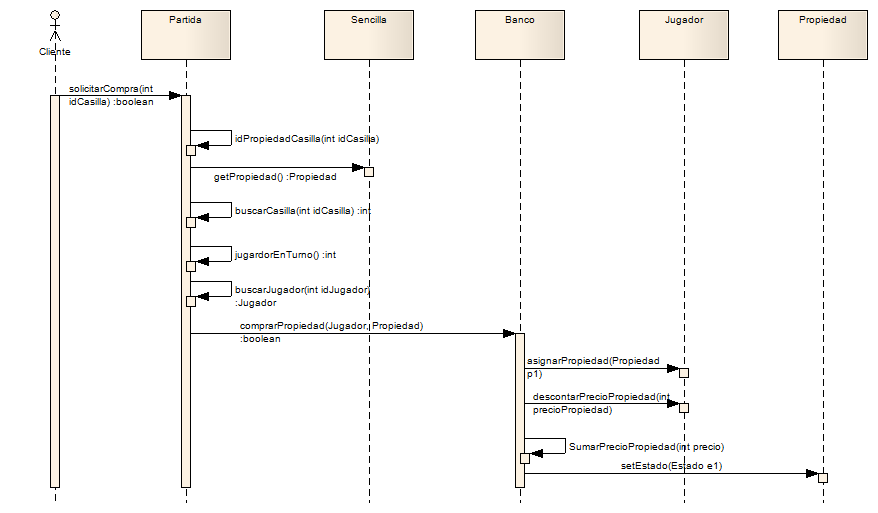 Partida
Sencilla
Banco
Jugador
Propiedad
Cliente
solicitarCompra(int
idCasilla) :boolean
idPropiedadCasilla(int idCasilla)
getPropiedad() :Propiedad
buscarCasilla(int idCasilla) :int
jugardorEnTurno() :int
buscarJugador(int idJugador)
:Jugador
comprarPropiedad(Jugador, Propiedad)
:boolean
asignarPropiedad(Propiedad
p1)
descontarPrecioPropiedad(int
precioPropiedad)
SumarPrecioPropiedad(int precio)
setEstado(Estado e1)